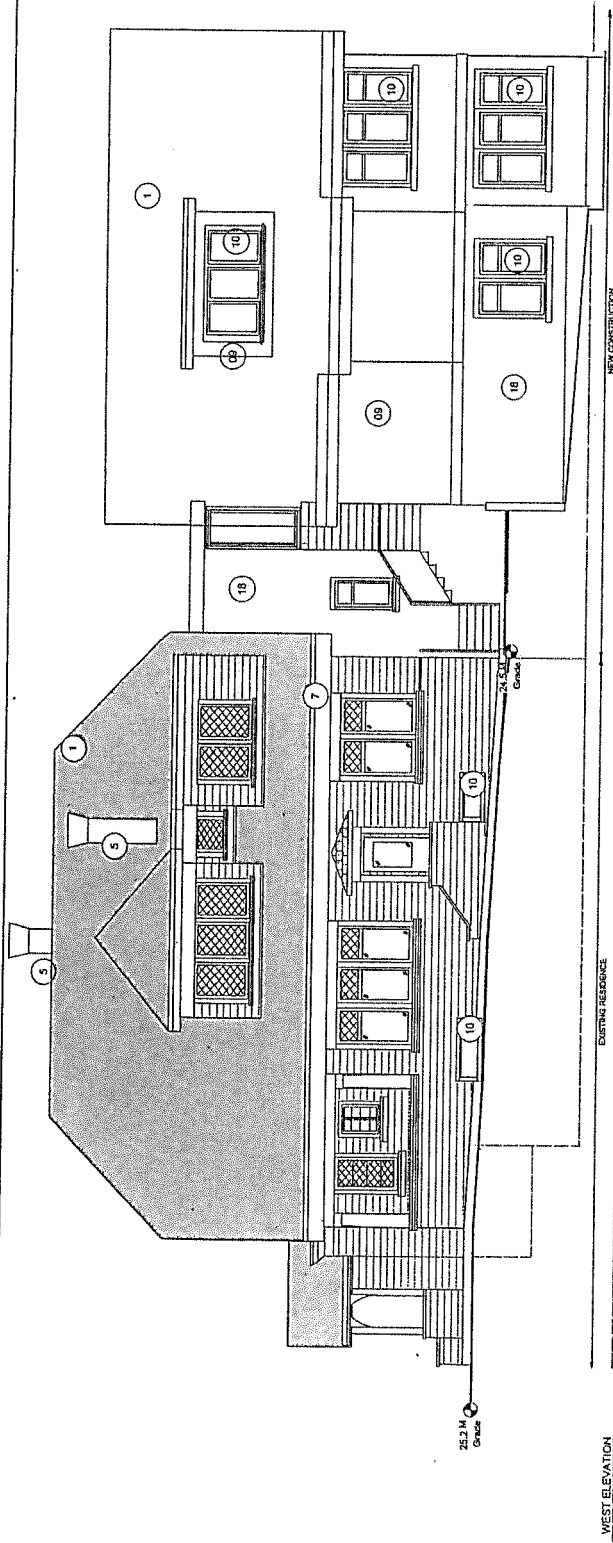 5
1
5
1
10
09
18
7
09
10
10
10
18
10
10
25.2 M
Grade
24.5 M
Grade
EXISTING RESIDENCE
NEW CONSTRUCTION
WEST ELEVATION